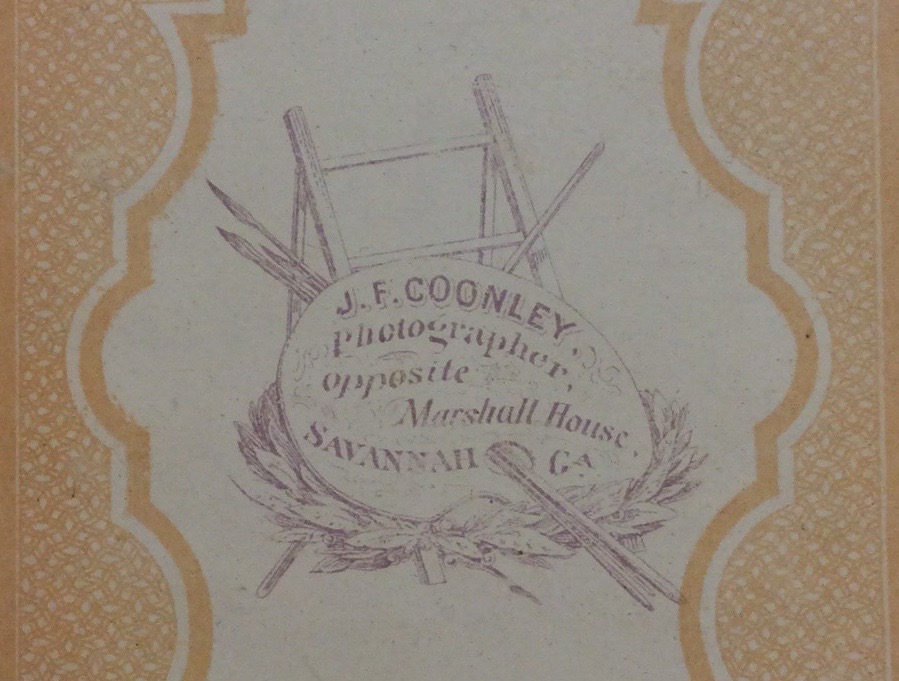 J. F. COONLEY,
Photographer,
opposite
Marshall House,
SAVANNAH GA